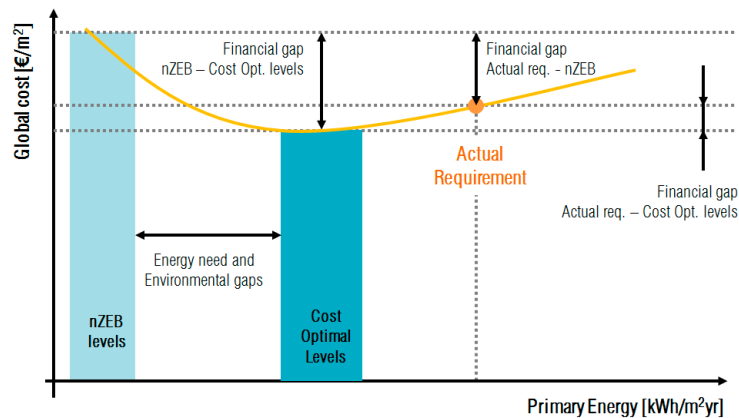 Global cost [€/m²]
Financial gap
nZEB – Cost Opt. levels
Financial gap
Actual req. - nZEB
Actual
Requirement
Financial gap
Actual req. – Cost Opt. levels
Energy need and
Environmental gaps
nZEB
levels
Cost
Optimal
Levels
Primary Energy [kWh/m²yr]